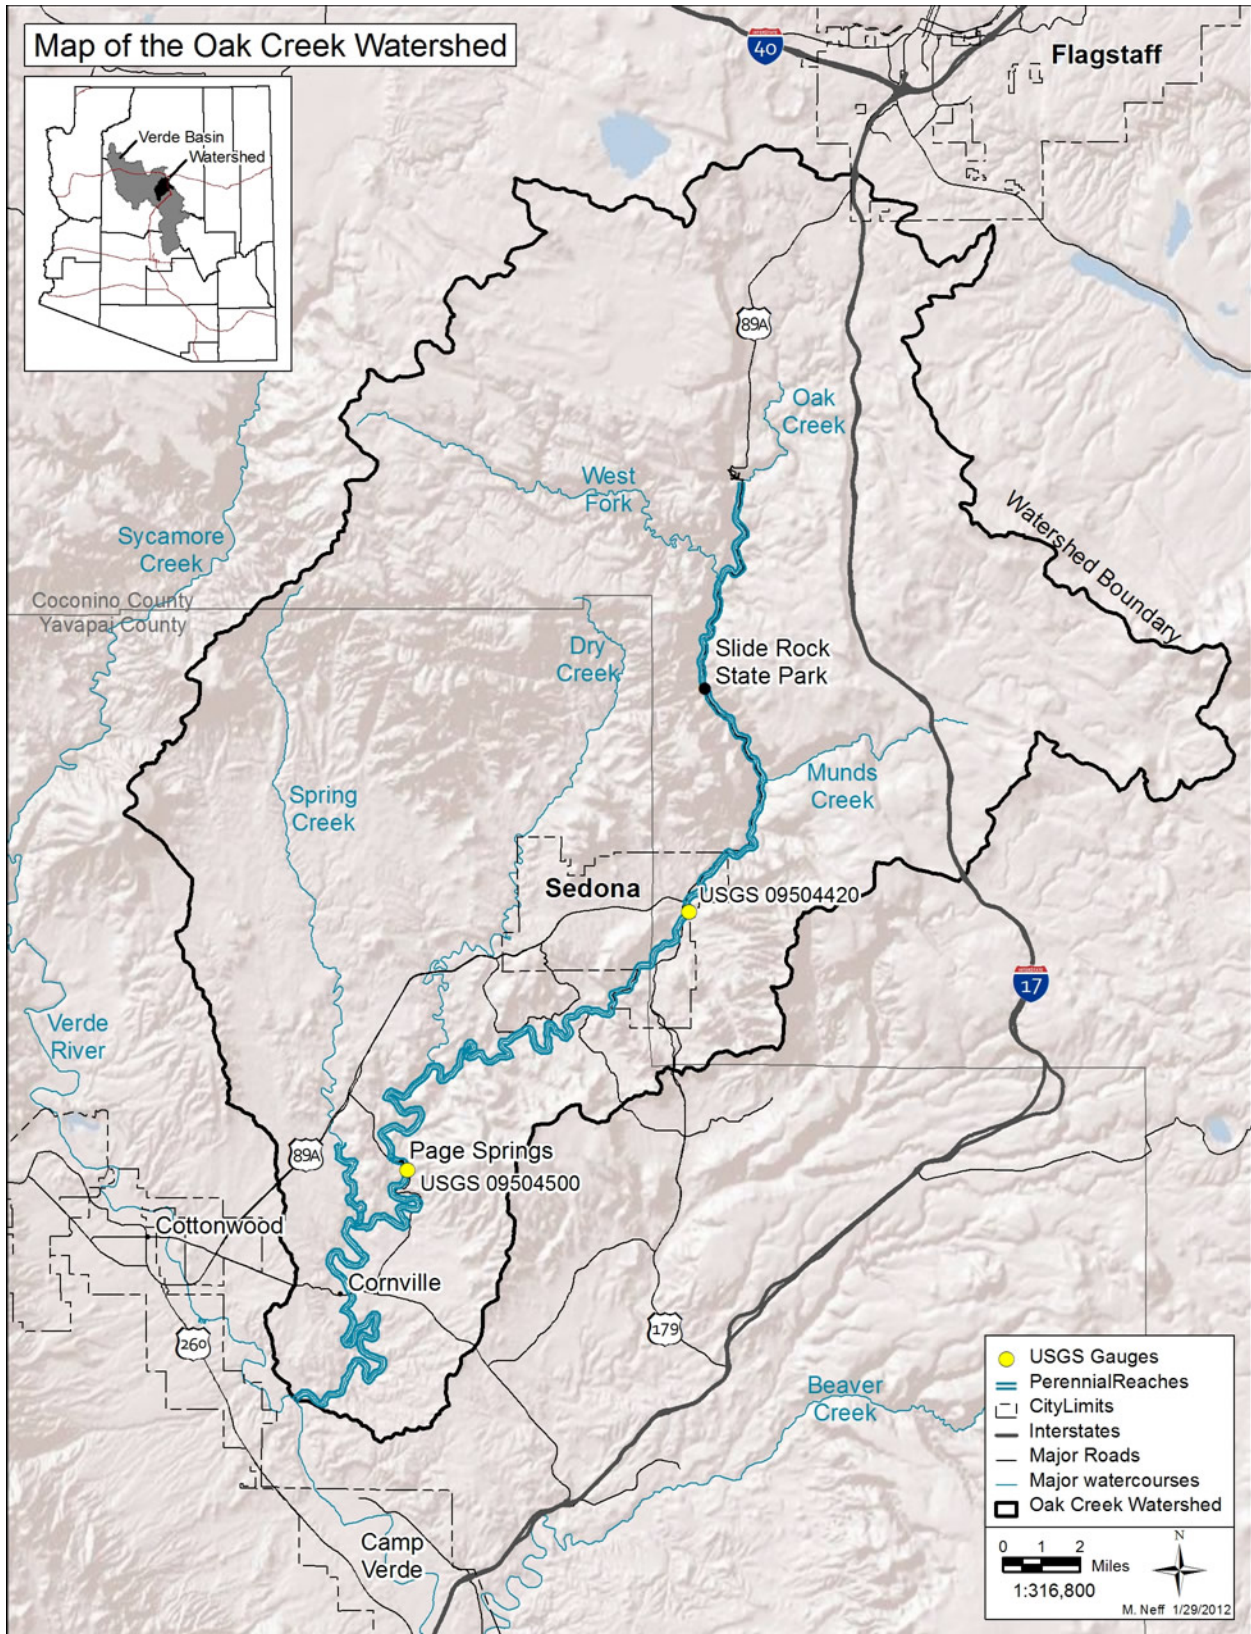 Map of the Oak Creek Watershed
INTERSTATE
40
Flagstaff
Verde Basin
Watershed
89A
Oak
Creek
West
Fork
Watershed Boundary
Sycamore
Creek
Coconino County
Yavapai County
Dry
Creek
Slide Rock
State Park
Spring
Creek
Munds
Creek
Sedona
USGS 09504420
17
Verde
River
89A
Page Springs
USGS 09504500
Cottonwood
Cornville
260
179
Beaver
Creek
Camp
Verde
USGS Gauges
PerennialReaches
CityLimits
Interstates
Major Roads
Major watercourses
Oak Creek Watershed
0 1 2
Miles
1:316,800
N
M. Neff 1/29/2012